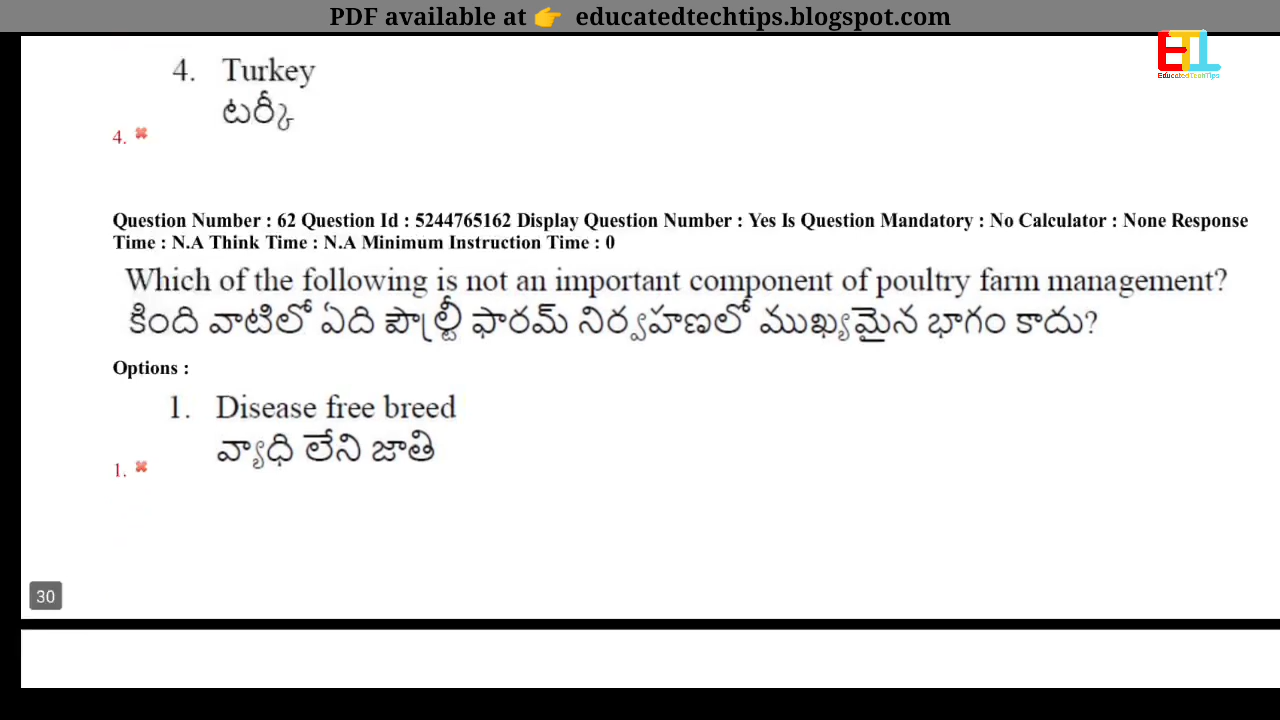 PDF available at 👉 educatedtechtips.blogspot.com
ETL
EducatedTechTips
4. Turkey
టర్కీ
4. ✖
Question Number : 62 Question Id : 5244765162 Display Question Number : Yes Is Question Mandatory : No Calculator : None Response
Time : N.A Think Time : N.A Minimum Instruction Time : 0
Which of the following is not an important component of poultry farm management?
కింది వాటిలో ఏది పౌల్ట్రీ ఫారమ్ నిర్వహణలో ముఖ్యమైన భాగం కాదు?
Options :
1. Disease free breed
వ్యాధి లేని జాతి
1. ✖
30